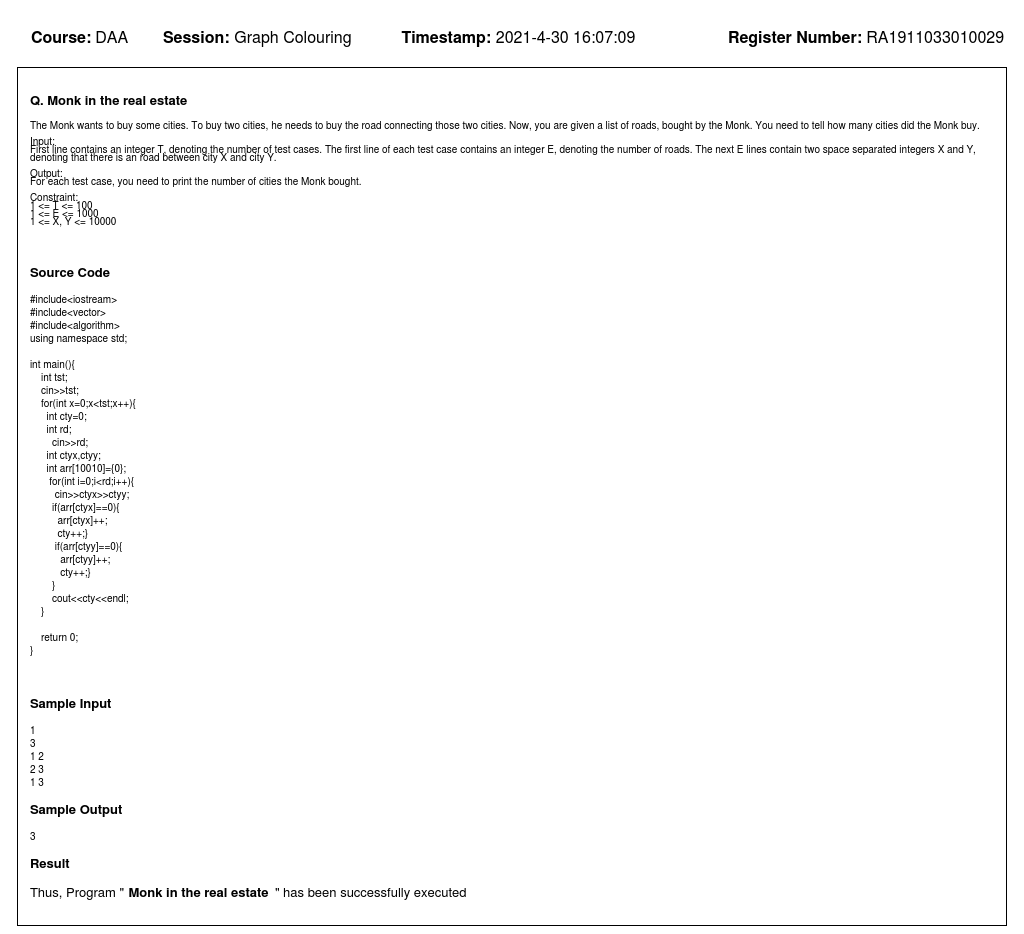 Course: DAA Session: Graph Colouring Timestamp: 2021-4-30 16:07:09 Register Number: RA1911033010029
Q. Monk in the real estate
The Monk wants to buy some cities. To buy two cities, he needs to buy the road connecting those two cities. Now, you are given a list of roads, bought by the Monk. You need to tell how many cities did the Monk buy.
Input:
First line contains an integer T, denoting the number of test cases. The first line of each test case contains an integer E, denoting the number of roads. The next E lines contain two space separated integers X and Y,
denoting that there is an road between city X and city Y.
Output:
For each test case, you need to print the number of cities the Monk bought.
Constraint:
1 <= T <= 100
1 <= E <= 1000
1 <= X, Y <= 10000
Source Code
#include<iostream>
#include<vector>
#include<algorithm>
using namespace std;
int main(){
int tst;
cin>>tst;
for(int x=0;x<tst;x++){
int cty=0;
int rd;
cin>>rd;
int ctyx,ctyy;
int arr[10010]={0};
for(int i=0;i<rd;i++){
cin>>ctyx>>ctyy;
if(arr[ctyx]==0){
arr[ctyx]++;
cty++;}
if(arr[ctyy]==0){
arr[ctyy]++;
cty++;}
}
cout<<cty<<endl;
}
return 0;
}
Sample Input
1
3
1 2
2 3
1 3
Sample Output
3
Result
Thus, Program " Monk in the real estate " has been successfully executed